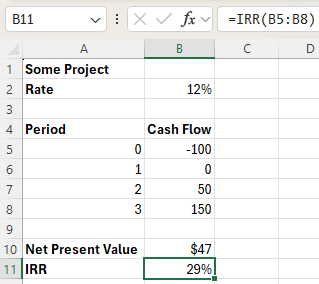 B11 fx =IRR(B5:B8)
A B C D
1 Some Project
2 Rate 12%
3
4 Period Cash Flow
5 0 -100
6 1 0
7 2 50
8 3 150
9
10 Net Present Value $47
11 IRR 29%